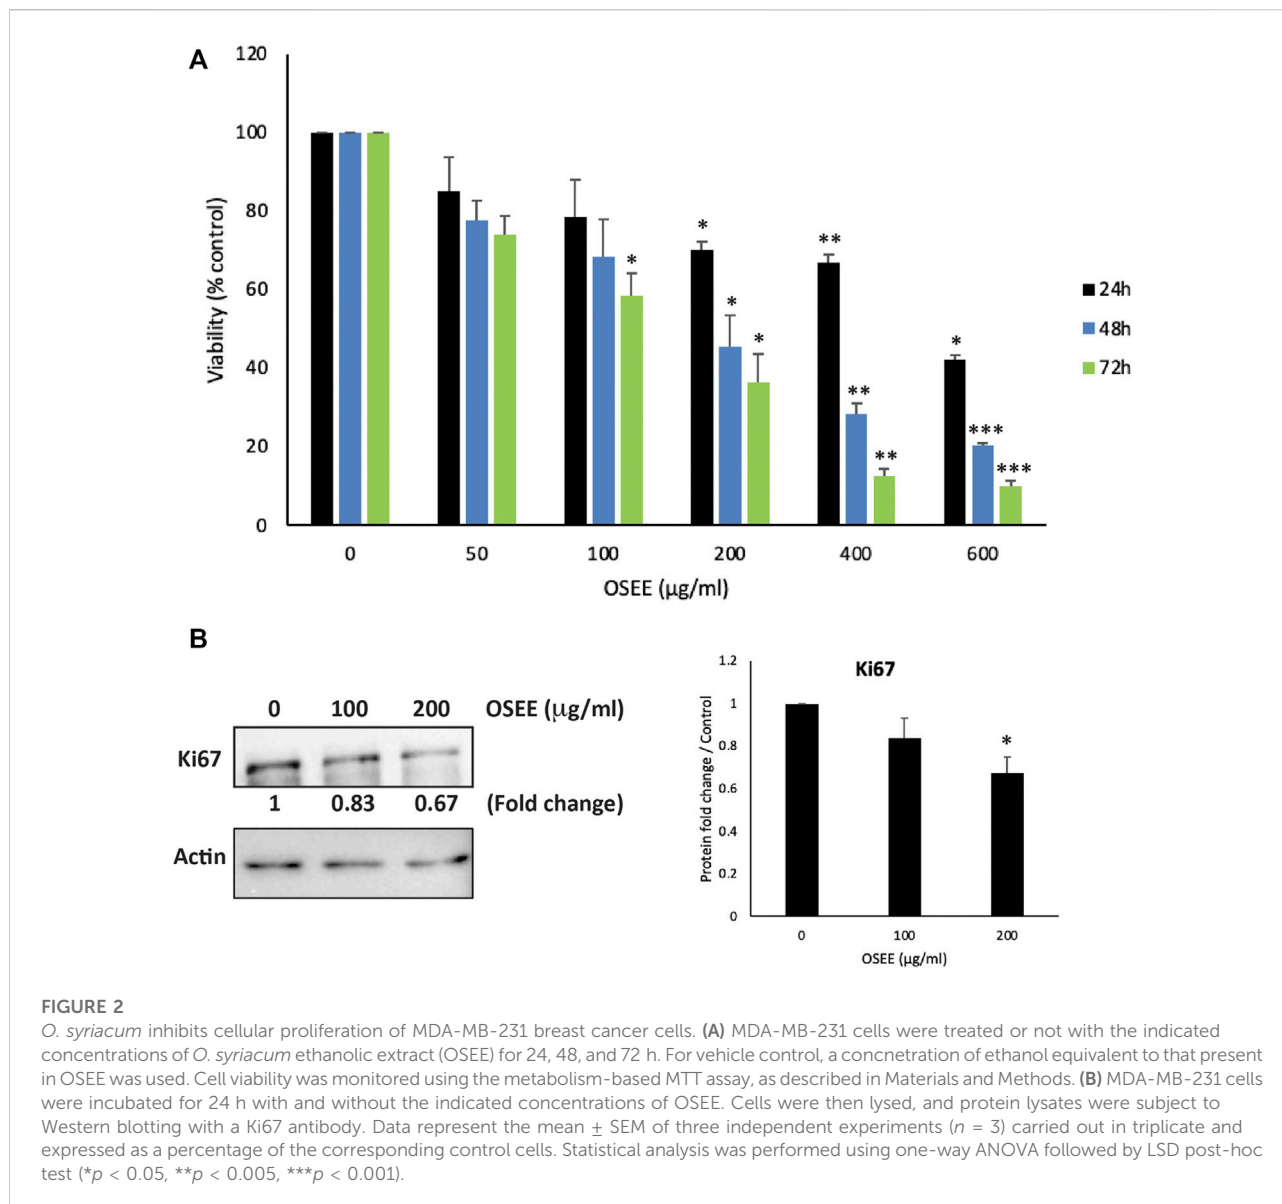 A
120
100
80
60
40
20
0
Viability (% control)
* ** * * * * ** ** * *** ***
0 50 100 200 400 600
OSEE (µg/ml)
24h
48h
72h
B
0 100 200 OSEE (µg/ml)
Ki67
1 0.83 0.67 (Fold change)
Actin
Ki67
1.2
1
0.8
0.6
0.4
0.2
0
Protein fold change / Control
*
0 100 200
OSEE (µg/ml)
FIGURE 2
O. syriacum inhibits cellular proliferation of MDA-MB-231 breast cancer cells. (A) MDA-MB-231 cells were treated or not with the indicated
concentrations of O. syriacum ethanolic extract (OSEE) for 24, 48, and 72 h. For vehicle control, a concnetration of ethanol equivalent to that present
in OSEE was used. Cell viability was monitored using the metabolism-based MTT assay, as described in Materials and Methods. (B) MDA-MB-231 cells
were incubated for 24 h with and without the indicated concentrations of OSEE. Cells were then lysed, and protein lysates were subject to
Western blotting with a Ki67 antibody. Data represent the mean ± SEM of three independent experiments (n = 3) carried out in triplicate and
expressed as a percentage of the corresponding control cells. Statistical analysis was performed using one-way ANOVA followed by LSD post-hoc
test (*p < 0.05, **p < 0.005, ***p < 0.001).